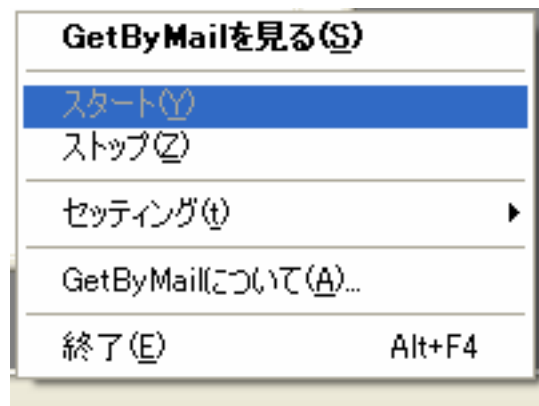 GetByMailを見る(S)
スタート(Y)
ストップ(Z)
セッティング(t)
GetByMailについて(A)...
終了(E) Alt+F4